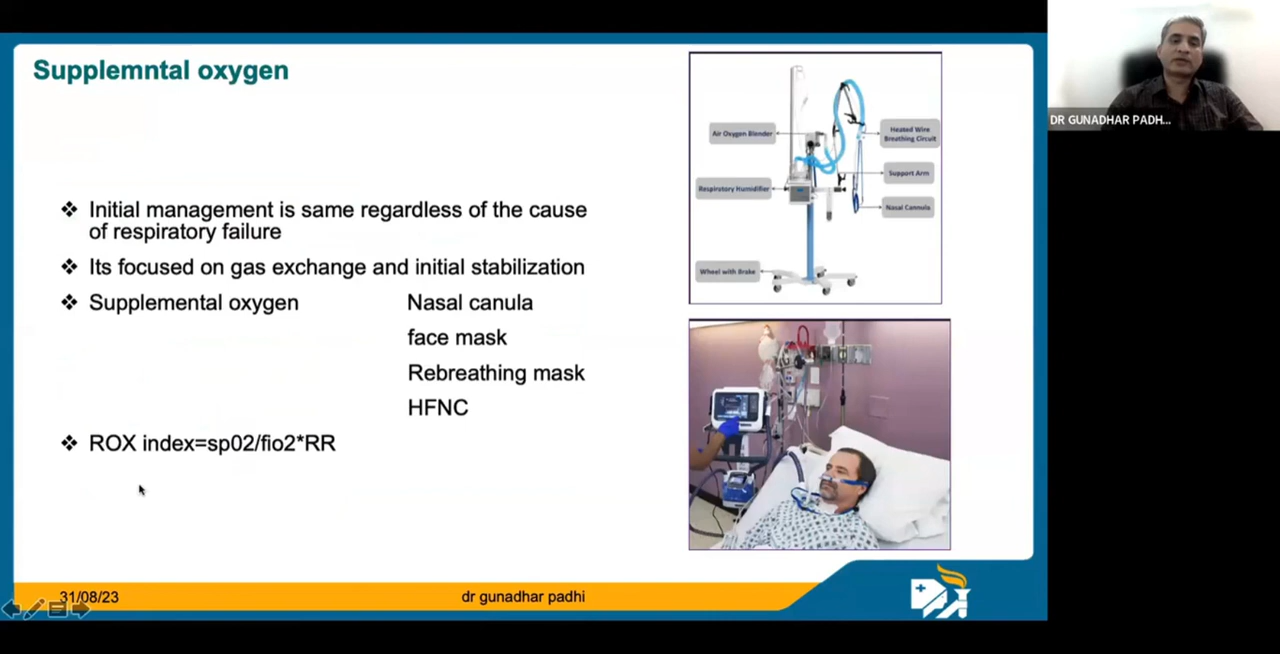 Supplemntal oxygen
❖ Initial management is same regardless of the cause
of respiratory failure
❖ Its focused on gas exchange and initial stabilization
❖ Supplemental oxygen Nasal canula
face mask
Rebreathing mask
HFNC
❖ ROX index=sp02/fio2*RR
Air Oxygen Blender
Respiratory Humidifier
Wheel with Brake
Heated Wire
Breathing Circuit
Support Arm
Nasal Cannula
DR GUNADHAR PADH...
31/08/23
dr gunadhar padhi